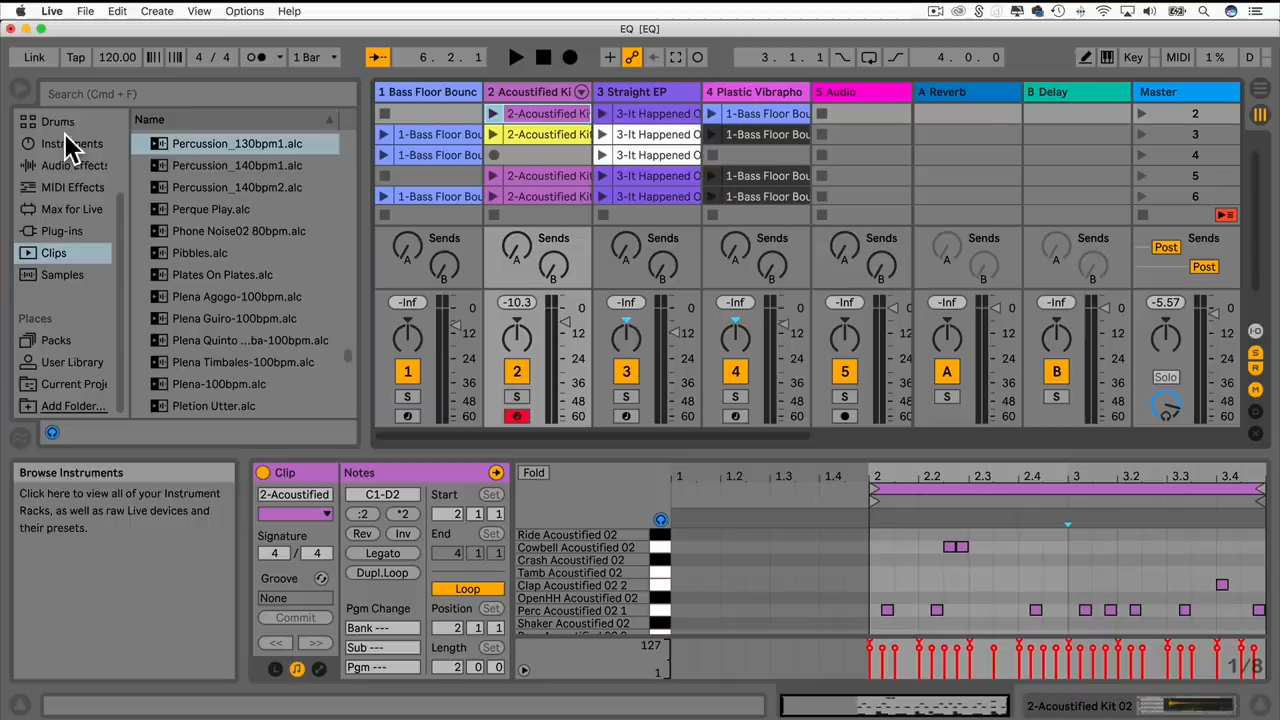 Live File Edit Create View Options Help
EQ [EQ]
Link Tap 120.00 4 / 4 1 Bar 6. 2. 1 3. 1. 1 4. 0. 0 Key MIDI 1 % D
Search (Cmd + F)
Drums
Instruments
Audio Effects
MIDI Effects
Max for Live
Plug-ins
Clips
Samples
Places
Packs
User Library
Current Proje
Add Folder...
Name
Percussion_130bpm1.alc
Percussion_140bpm1.alc
Percussion_140bpm2.alc
Perque Play.alc
Phone Noise02 80bpm.alc
Pibbles.alc
Plates On Plates.alc
Plena Agogo-100bpm.alc
Plena Guiro-100bpm.alc
Plena Quinto ...ba-100bpm.alc
Plena Timbales-100bpm.alc
Plena-100bpm.alc
Pletion Utter.alc
1 Bass Floor Bounc 2 Acoustified Ki 3 Straight EP 4 Plastic Vibrapho 5 Audio A Reverb B Delay Master
2-Acoustified Ki 3-It Happened O 1-Bass Floor Bou 2
1-Bass Floor Bou 2-Acoustified Ki 3-It Happened O 1-Bass Floor Bou 3
1-Bass Floor Bou 3-It Happened O 4
2-Acoustified Ki 3-It Happened O 1-Bass Floor Bou 5
1-Bass Floor Bou 2-Acoustified Ki 3-It Happened O 1-Bass Floor Bou 6
Sends Sends Sends Sends Sends Sends Sends Sends
Post
A A A A A A A
B B B B B B B
Post
-Inf -10.3 -Inf -Inf -Inf -Inf -Inf -5.57
0 0 0 0 0 0 0 0
12 12 12 12 12 12 12 12
24 24 24 24 24 24 24 24
1 2 3 4 5 A B Solo
36 36 36 36 36 36 36 36
S S S S S S S
48 48 48 48 48 48 48 48
60 60 60 60 60 60 60 60
I-O
S
R
M
D
Browse Instruments
Click here to view all of your Instrument
Racks, as well as raw Live devices and
their presets.
Clip
2-Acoustified
Signature
4 / 4
Groove
None
Commit
<< >>
L
Notes
C1-D2
:2 *2
Rev Inv
Legato
Dupl.Loop
Pgm Change
Bank ---
Sub ---
Pgm ---
Start Set
2 1 1
End Set
4 1 1
Loop
Position Set
2 1 1
Length Set
2 0 0
Fold
1 1.2 1.3 1.4 2 2.2 2.3 2.4 3 3.2 3.3 3.4
Ride Acoustified 02
Cowbell Acoustified 02
Crash Acoustified 02
Tamb Acoustified 02
Clap Acoustified 02 2
OpenHH Acoustified 02
Perc Acoustified 02 1
Shaker Acoustified 02
127
1
1/8
2-Acoustified Kit 02